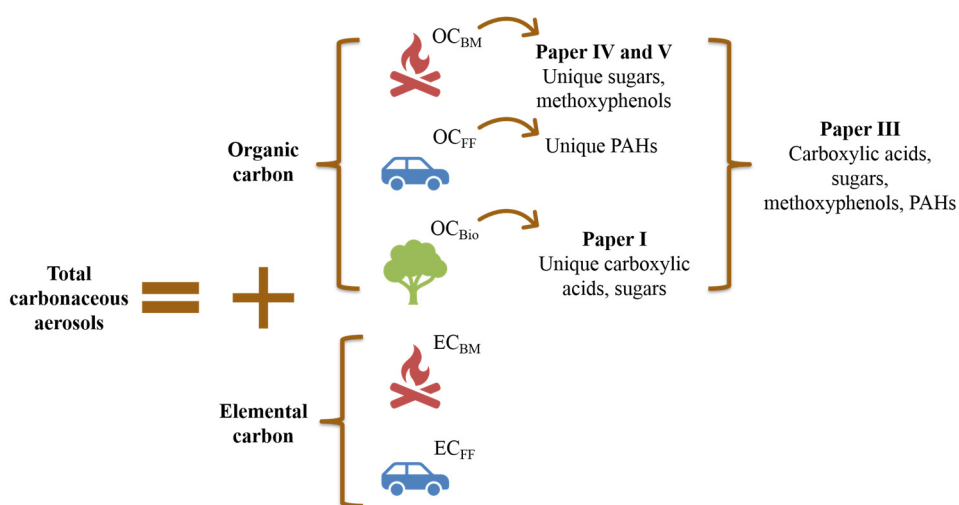 Total
carbonaceous
aerosols
Organic
carbon
OC_BM
Paper IV and V
Unique sugars,
methoxyphenols
OC_FF
Unique PAHs
OC_Bio
Paper I
Unique carboxylic
acids, sugars
Paper III
Carboxylic acids,
sugars,
methoxyphenols, PAHs
Elemental
carbon
EC_BM
EC_FF